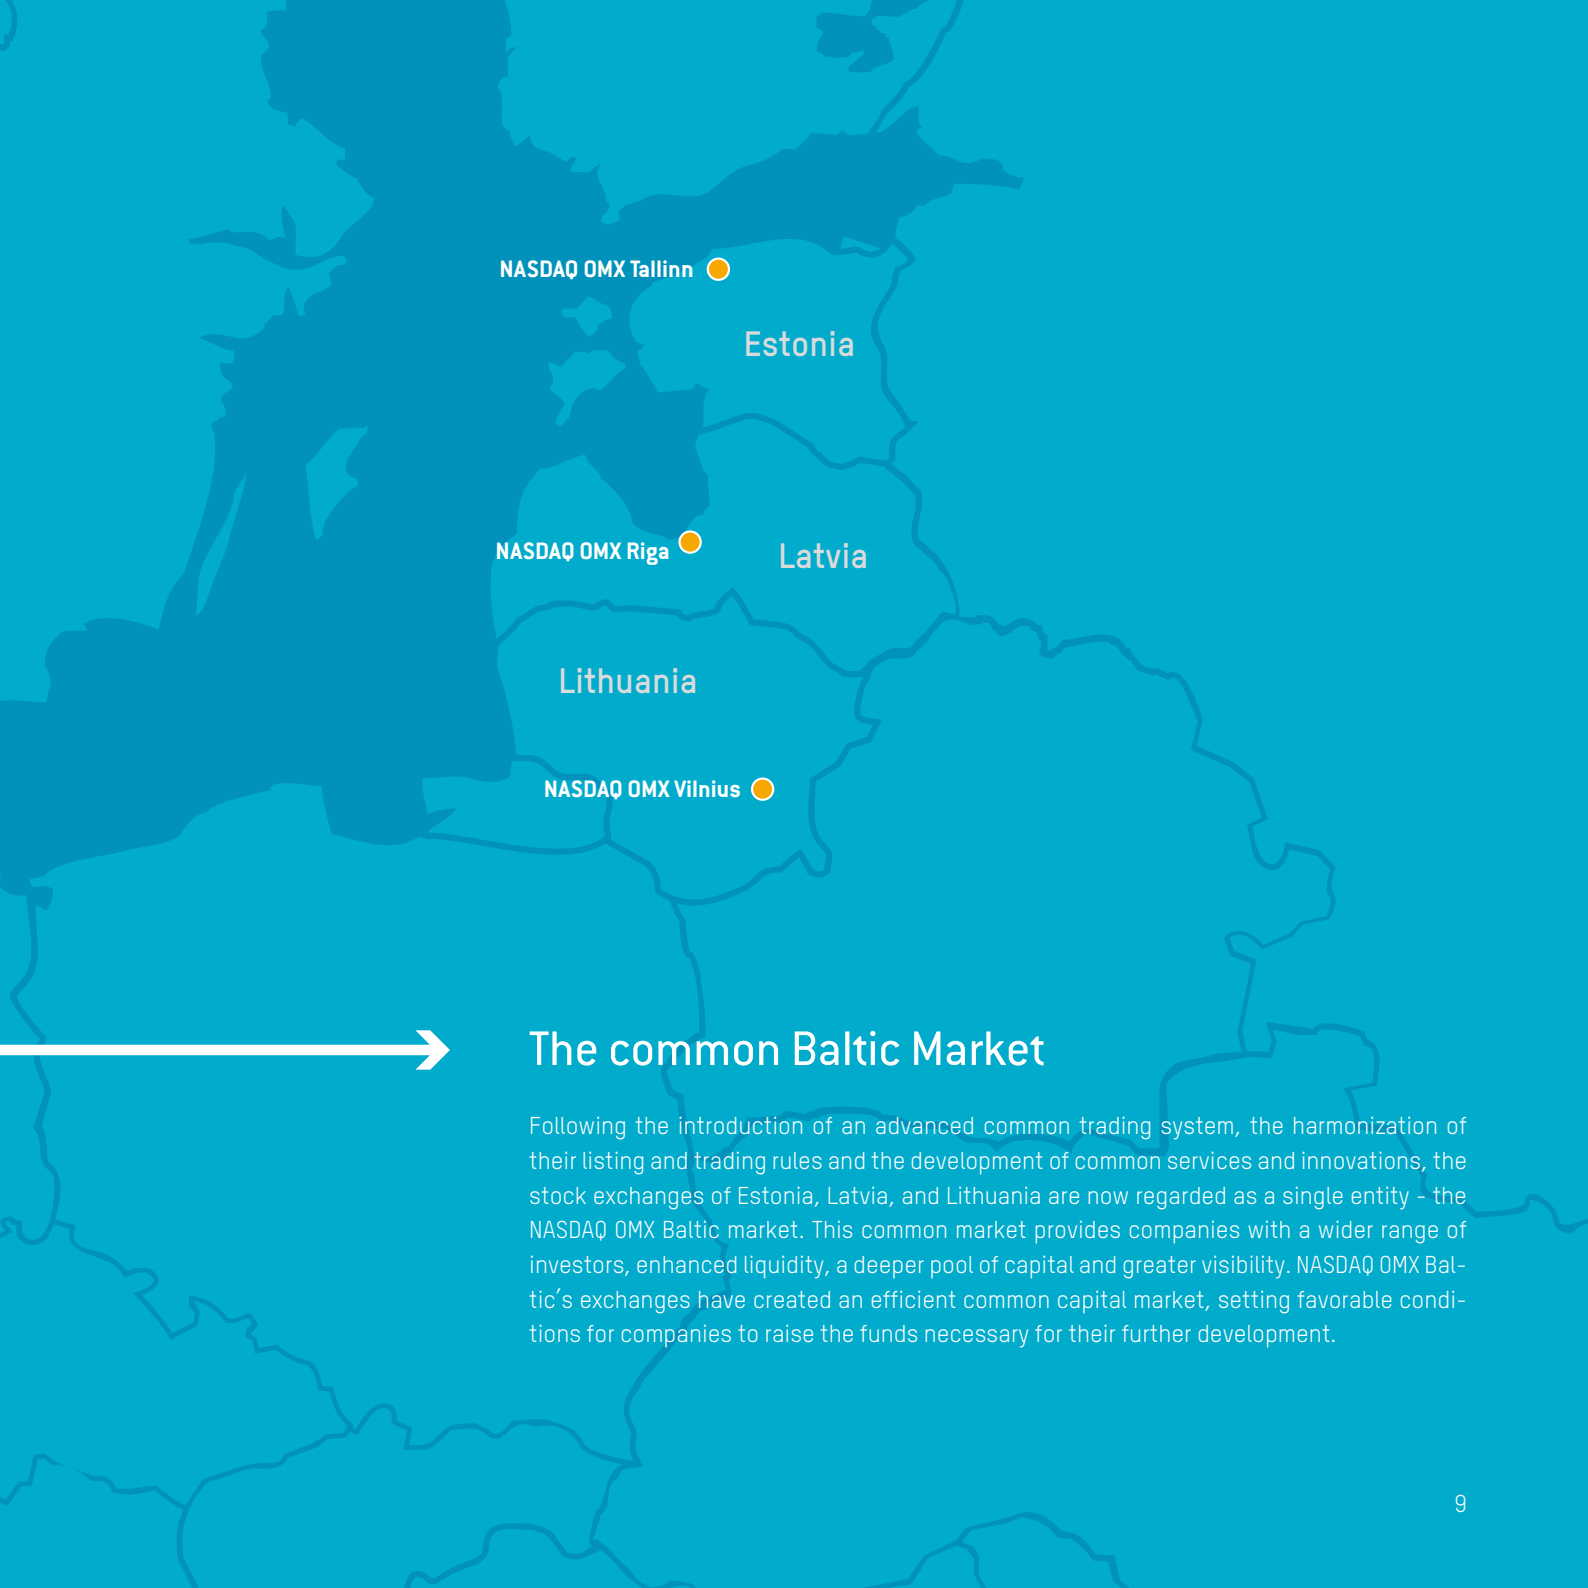 NASDAQ OMX Tallinn
Estonia
NASDAQ OMX Riga
Latvia
Lithuania
NASDAQ OMX Vilnius
The common Baltic Market
Following the introduction of an advanced common trading system, the harmonization of
their listing and trading rules and the development of common services and innovations, the
stock exchanges of Estonia, Latvia, and Lithuania are now regarded as a single entity - the
NASDAQ OMX Baltic market. This common market provides companies with a wider range of
investors, enhanced liquidity, a deeper pool of capital and greater visibility. NASDAQ OMX Bal-
tic´s exchanges have created an efficient common capital market, setting favorable condi-
tions for companies to raise the funds necessary for their further development.
9